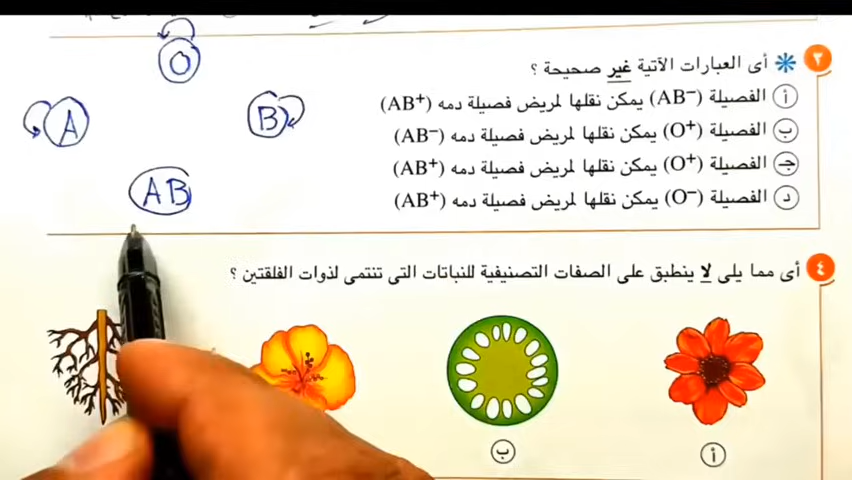 ٣ * أى العبارات الآتية غير صحيحة ؟
أ الفصيلة (AB⁻) يمكن نقلها لمريض فصيلة دمه (AB⁺)
ب الفصيلة (O⁺) يمكن نقلها لمريض فصيلة دمه (AB⁻)
جـ الفصيلة (O⁺) يمكن نقلها لمريض فصيلة دمه (AB⁺)
د الفصيلة (O⁻) يمكن نقلها لمريض فصيلة دمه (AB⁺)
O
A
B
AB
٤ أى مما يلى لا ينطبق على الصفات التصنيفية للنباتات التى تنتمى لذوات الفلقتين ؟
أ
ب